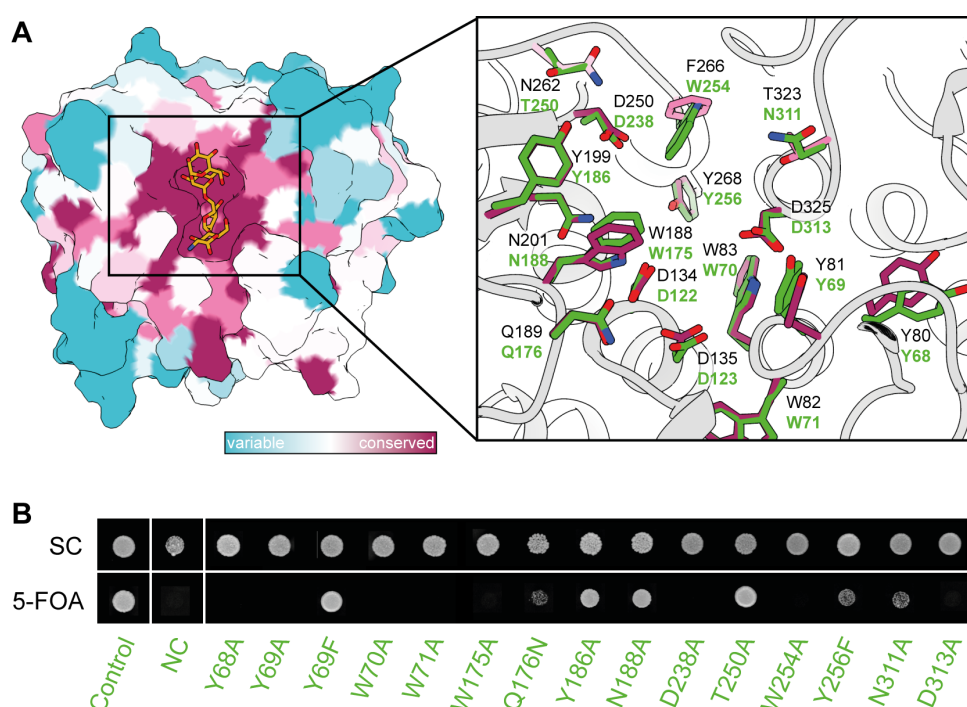 A
N262
T250
D250
D238
F266
W254
T323
N311
Y199
Y186
Y268
Y256
D325
D313
N201
N188
W188
W175
W83
W70
Y81
Y69
D134
D122
Q189
Q176
D135
D123
Y80
Y68
W82
W71
variable conserved
B
SC
5-FOA
Control NC Y68A Y69A Y69F W70A W71A W175A Q176N Y186A N188A D238A T250A W254A Y256F N311A D313A